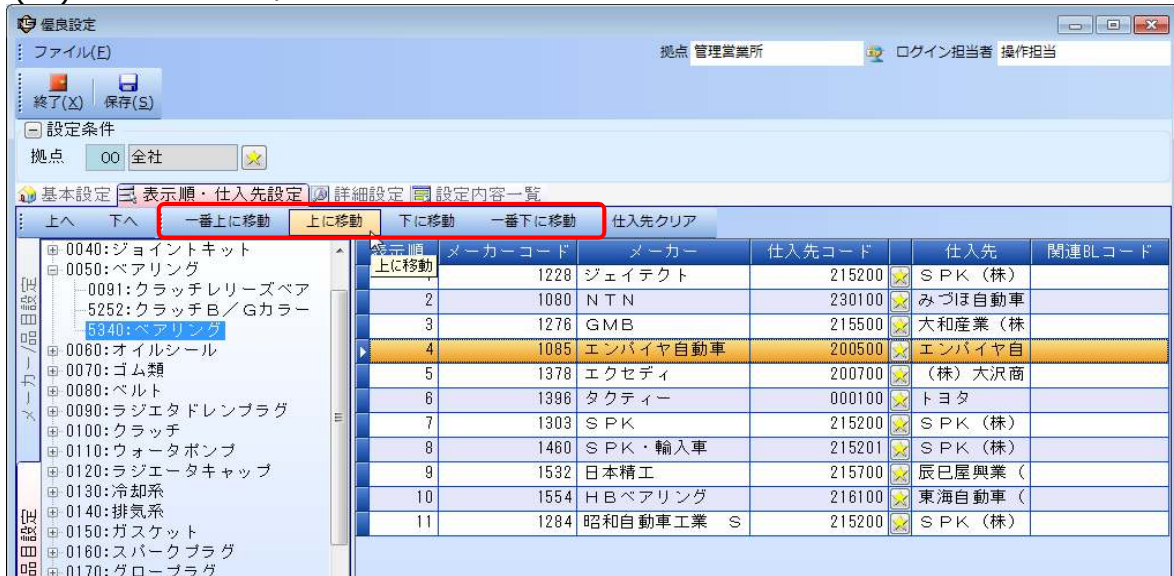 優良設定
ファイル(F) 拠点 管理営業所 ログイン担当者 操作担当
終了(X) 保存(S)
設定条件
拠点 00 全社
基本設定 表示順・仕入先設定 詳細設定 設定内容一覧
上へ 下へ 一番上に移動 上に移動 下に移動 一番下に移動 仕入先クリア
メーカー/品目設定
品目設定
0040:ジョイントキット
0050:ベアリング
0091:クラッチレリーズベア
5252:クラッチB/Gカラー
5340:ベアリング
0060:オイルシール
0070:ゴム類
0080:ベルト
0090:ラジエタドレンプラグ
0100:クラッチ
0110:ウォータポンプ
0120:ラジエータキャップ
0130:冷却系
0140:排気系
0150:ガスケット
0160:スパークプラグ
0170:グロープラグ
表示順 メーカーコード メーカー 仕入先コード 仕入先 関連BLコード
上に移動
1 1228 ジェイテクト 215200 SPK(株)
2 1080 NTN 230100 みづほ自動車
3 1276 GMB 215500 大和産業(株
4 1085 エンパイヤ自動車 200500 エンパイヤ自
5 1378 エクセディ 200700 (株)大沢商
6 1396 タクティー 000100 トヨタ
7 1303 SPK 215200 SPK(株)
8 1460 SPK・輸入車 215201 SPK(株)
9 1532 日本精工 215700 辰巳屋興業(
10 1554 HBベアリング 216100 東海自動車(
11 1284 昭和自動車工業 S 215200 SPK(株)